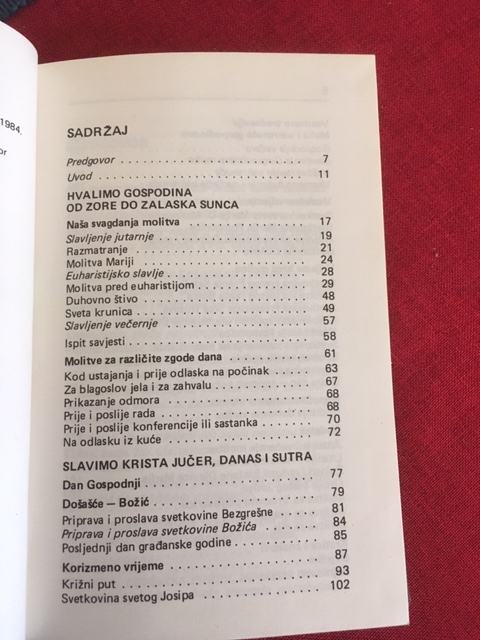 1984.
or
SADRŽAJ
Predgovor . . . . . . . . . . . . . . . . . . . . . . 7
Uvod . . . . . . . . . . . . . . . . . . . . . . . . 11
HVALIMO GOSPODINA
OD ZORE DO ZALASKA SUNCA
Naša svagdanja molitva . . . . . . . . . . . . . . 17
Slavljenje jutarnje . . . . . . . . . . . . . . . . . 19
Razmatranje . . . . . . . . . . . . . . . . . . . . 21
Molitva Mariji . . . . . . . . . . . . . . . . . . . 24
Euharistijsko slavlje . . . . . . . . . . . . . . . . 28
Molitva pred euharistijom . . . . . . . . . . . . . 29
Duhovno štivo . . . . . . . . . . . . . . . . . . . 48
Sveta krunica . . . . . . . . . . . . . . . . . . . 49
Slavljenje večernje . . . . . . . . . . . . . . . . 57
Ispit savjesti . . . . . . . . . . . . . . . . . . . . 58
Molitve za različite zgode dana . . . . . . . . . . 61
Kod ustajanja i prije odlaska na počinak . . . . . 63
Za blagoslov jela i za zahvalu . . . . . . . . . . . 67
Prikazanje odmora . . . . . . . . . . . . . . . . . 68
Prije i poslije rada . . . . . . . . . . . . . . . . . 68
Prije i poslije konferencije ili sastanka . . . . . . 70
Na odlasku iz kuće . . . . . . . . . . . . . . . . 72
SLAVIMO KRISTA JUČER, DANAS I SUTRA
Dan Gospodnji . . . . . . . . . . . . . . . . . . . 77
Došašće — Božić . . . . . . . . . . . . . . . . . . 79
Priprava i proslava svetkovine Bezgrešne . . . . . 81
Priprava i proslava svetkovine Božića . . . . . . . 84
Posljednji dan građanske godine . . . . . . . . . . 85
Korizmeno vrijeme . . . . . . . . . . . . . . . . . 87
Križni put . . . . . . . . . . . . . . . . . . . . . 93
Svetkovina svetog Josipa . . . . . . . . . . . . . 102